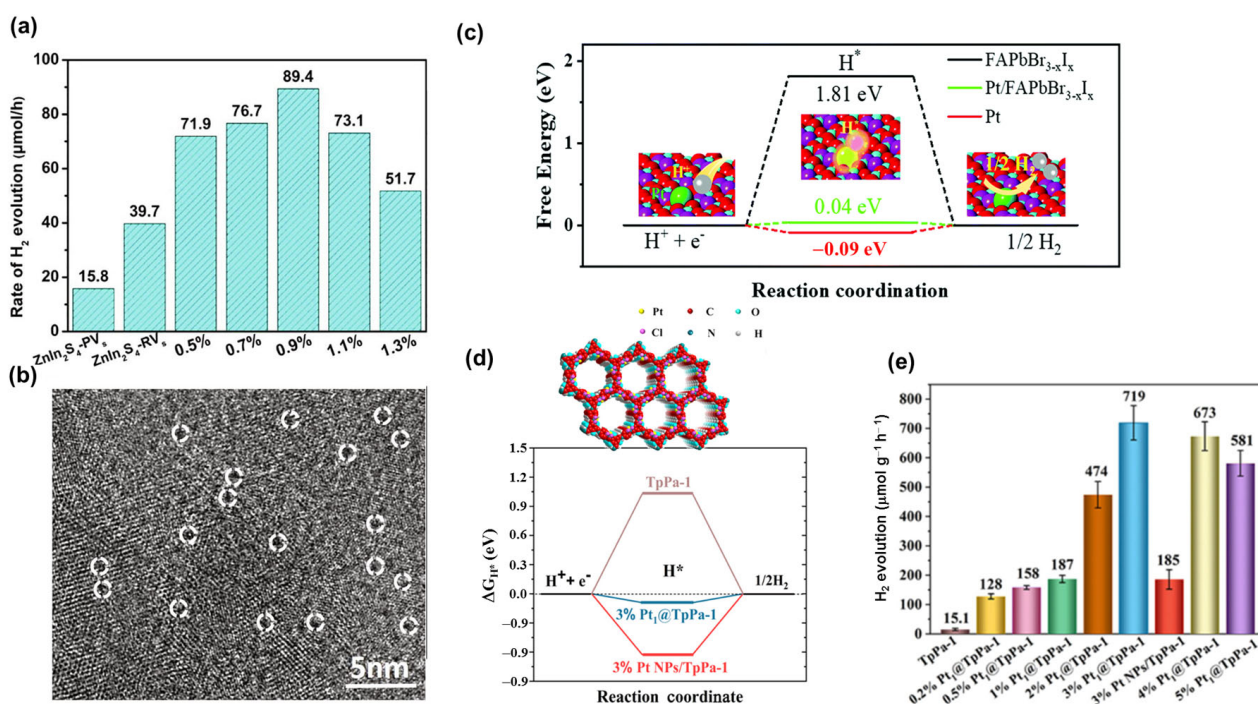 (a)
Rate of H2 evolution (μmol/h)
100
80
60
40
20
0
15.8
39.7
71.9
76.7
89.4
73.1
51.7
ZnIn2S4-PVs
ZnIn2S4-RVs
0.5%
0.7%
0.9%
1.1%
1.3%
(b)
5nm
(c)
Free Energy (eV)
2
1
0
H*
1.81 eV
FAPbBr3-xIx
Pt/FAPbBr3-xIx
Pt
H
1/2 H2
0.04 eV
−0.09 eV
H+ + e-
1/2 H2
Reaction coordination
Pt C O
Cl N H
(d)
ΔGH* (eV)
1.5
1.2
0.9
0.6
0.3
0.0
−0.9
−0.9
−0.9
TpPa-1
H+ + e-
H*
1/2H2
3% Pt1@TpPa-1
3% Pt NPs/TpPa-1
Reaction coordinate
(e)
H2 evolution (μmol g−1 h−1)
800
700
600
500
400
300
200
100
0
15.1
128
158
187
474
719
185
673
581
TpPa-1
0.2% Pt1@TpPa-1
0.5% Pt1@TpPa-1
1% Pt1@TpPa-1
2% Pt1@TpPa-1
3% Pt1@TpPa-1
3% Pt NPs/TpPa-1
4% Pt1@TpPa-1
5% Pt1@TpPa-1